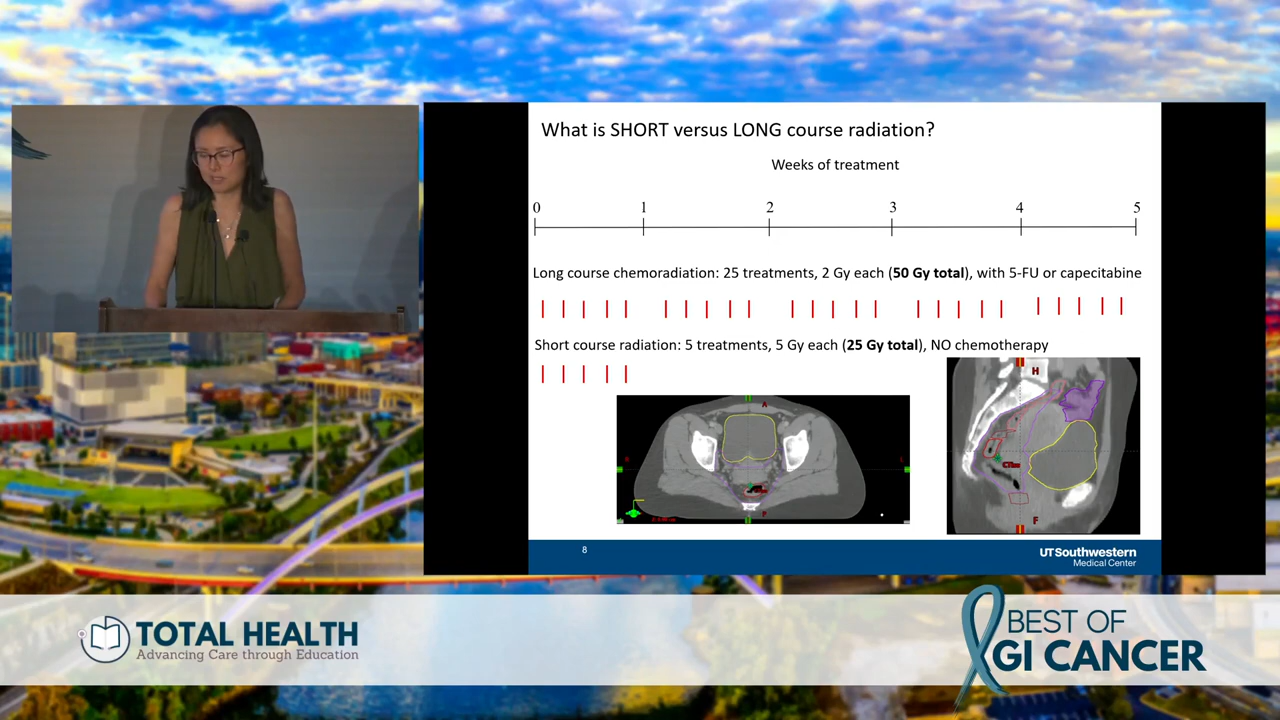 What is SHORT versus LONG course radiation?
Weeks of treatment
0 1 2 3 4 5
Long course chemoradiation: 25 treatments, 2 Gy each (50 Gy total), with 5-FU or capecitabine
Short course radiation: 5 treatments, 5 Gy each (25 Gy total), NO chemotherapy
H
A
L
P
F
8
UTSouthwestern
Medical Center
TOTAL HEALTH
Advancing Care through Education
BEST OF
GI CANCER